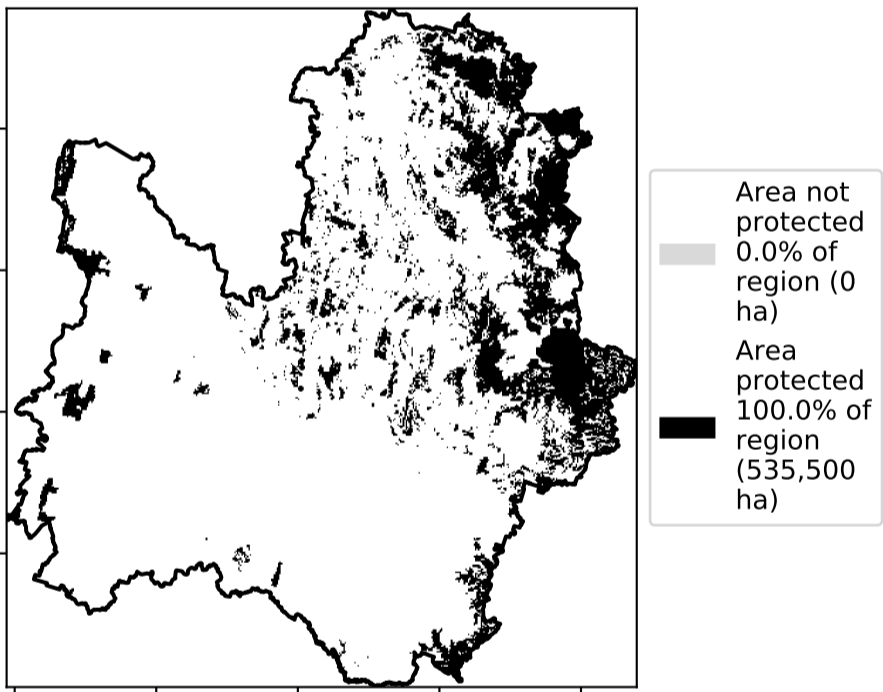 Area not
protected
0.0% of
region (0
ha)
Area
protected
100.0% of
region
(535,500
ha)